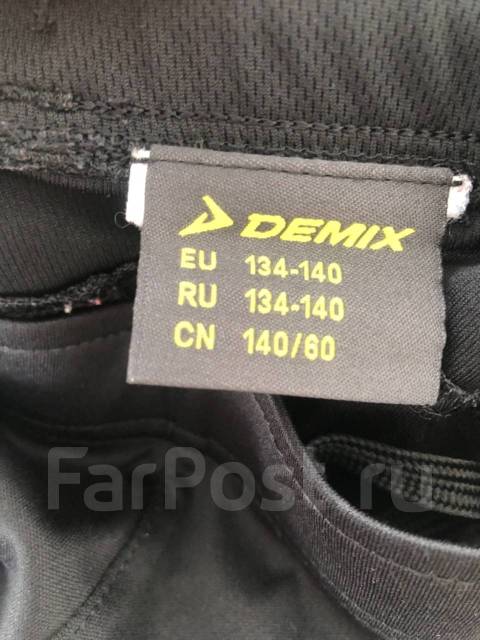 DEMIX
EU 134-140
RU 134-140
CN 140/60
FarPost.ru